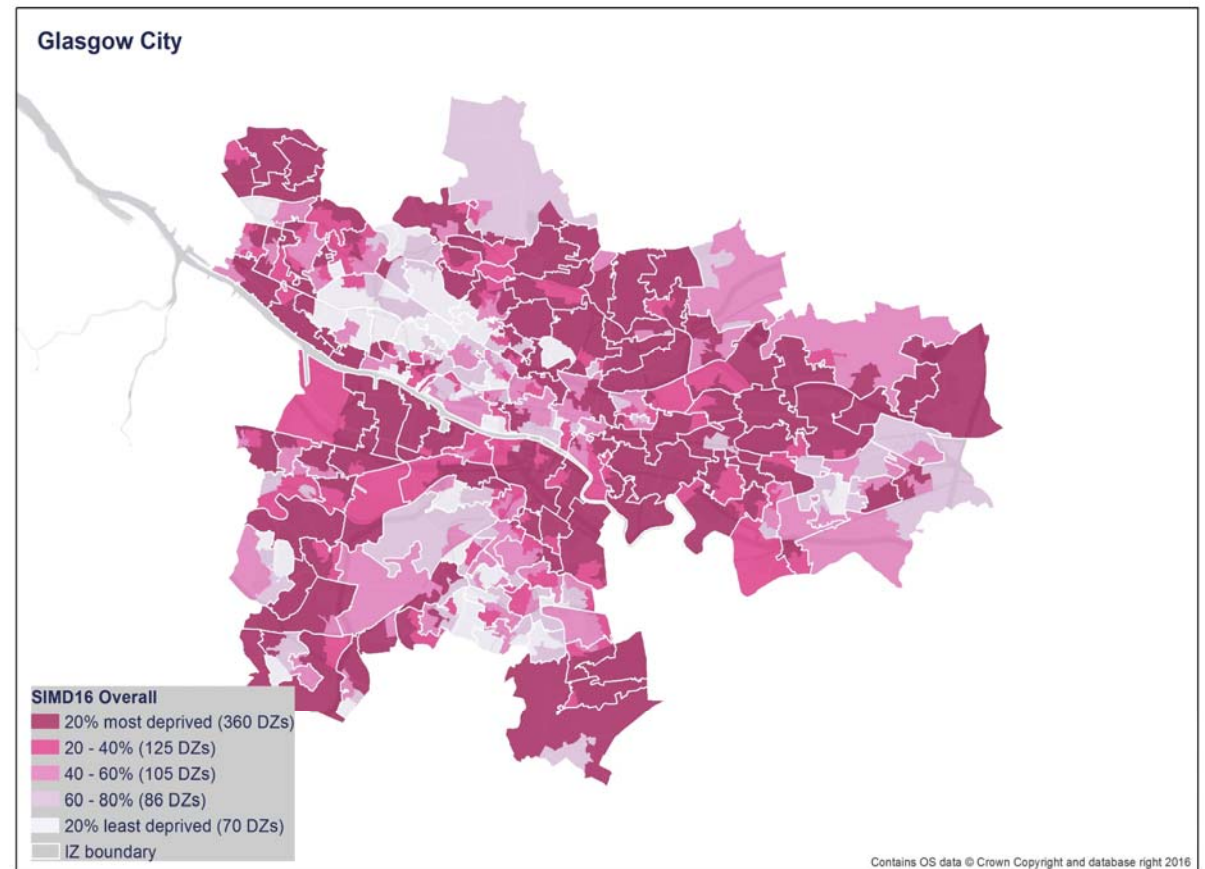 Glasgow City
SIMD16 Overall
20% most deprived (360 DZs)
20 - 40% (125 DZs)
40 - 60% (105 DZs)
60 - 80% (86 DZs)
20% least deprived (70 DZs)
IZ boundary
Contains OS data © Crown Copyright and database right 2016